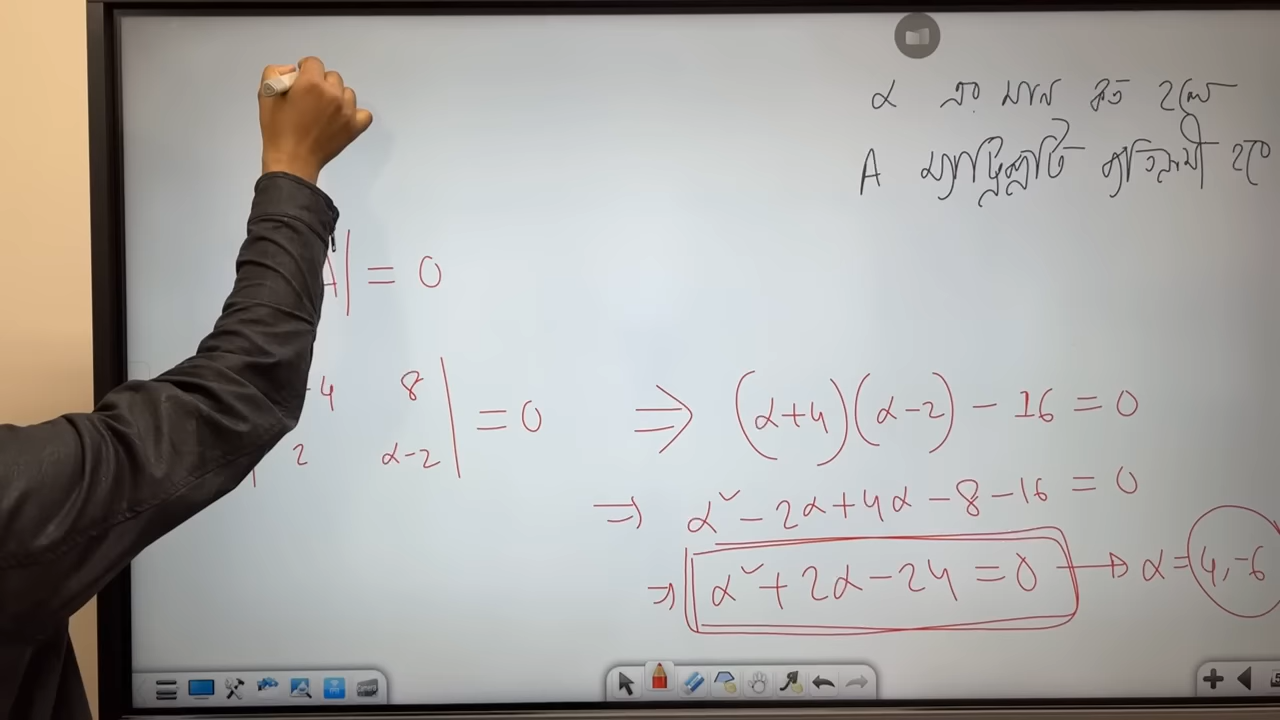 α এর মান কত হলে
A ম্যাট্রিক্সটি ব্যতিক্রমী হবে
A| = 0
4 8
2 α-2 | = 0
⇒ (α+4)(α-2) - 16 = 0
⇒ α² - 2α + 4α - 8 - 16 = 0
⇒ α² + 2α - 24 = 0 → α = 4, -6